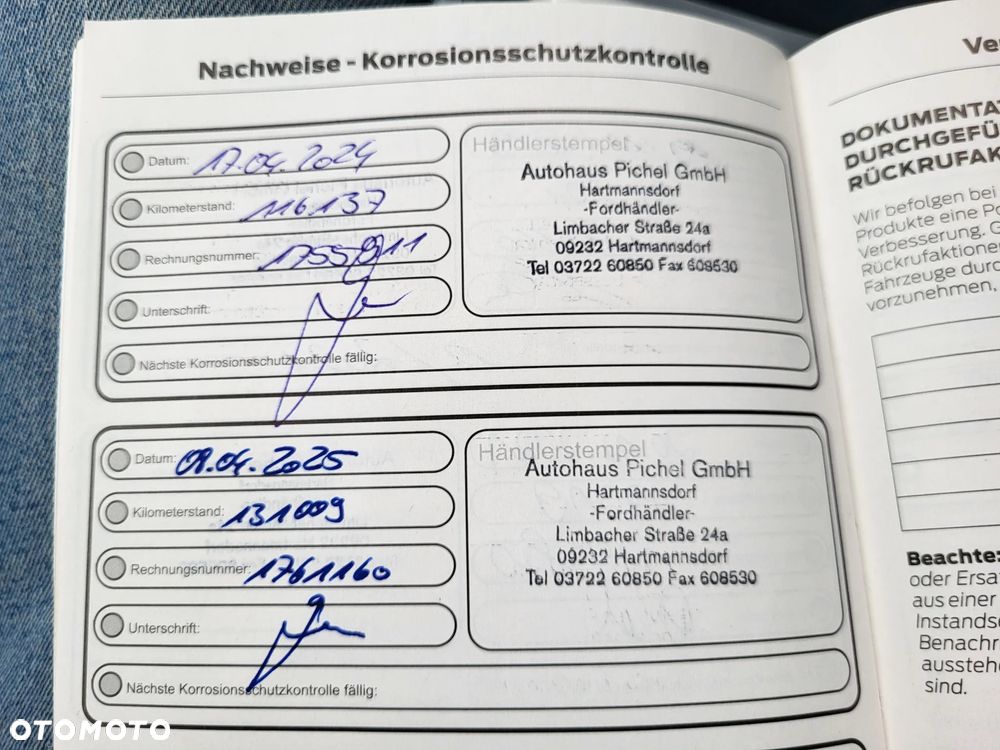 Nachweise - Korrosionsschutzkontrolle
Datum: 17.04.2024
Kilometerstand: 116137
Rechnungsnummer:
Unterschrift:
Nächste Korrosionsschutzkontrolle fällig:
Händlerstempel
Autohaus Pichel GmbH
Hartmannsdorf
-Fordhändler-
Limbacher Straße 24a
09232 Hartmannsdorf
Tel 03722 60850 Fax 608530
Datum: 09.04.2025
Kilometerstand: 131009
Rechnungsnummer: 1761160
Unterschrift:
Nächste Korrosionsschutzkontrolle fällig:
Händlerstempel
Autohaus Pichel GmbH
Hartmannsdorf
-Fordhändler-
Limbacher Straße 24a
09232 Hartmannsdorf
Tel 03722 60850 Fax 608530
Ve
DOKUMENTA
DURCHGEFÜ
RÜCKRUFAK
Wir befolgen bei
Produkte eine Po
Verbesserung. G
Rückrufaktione
Fahrzeuge durc
vorzunehmen,
Beachte:
oder Ersa
aus einer
Instands
Benachr
ausstehe
sind.
OTOMOTO